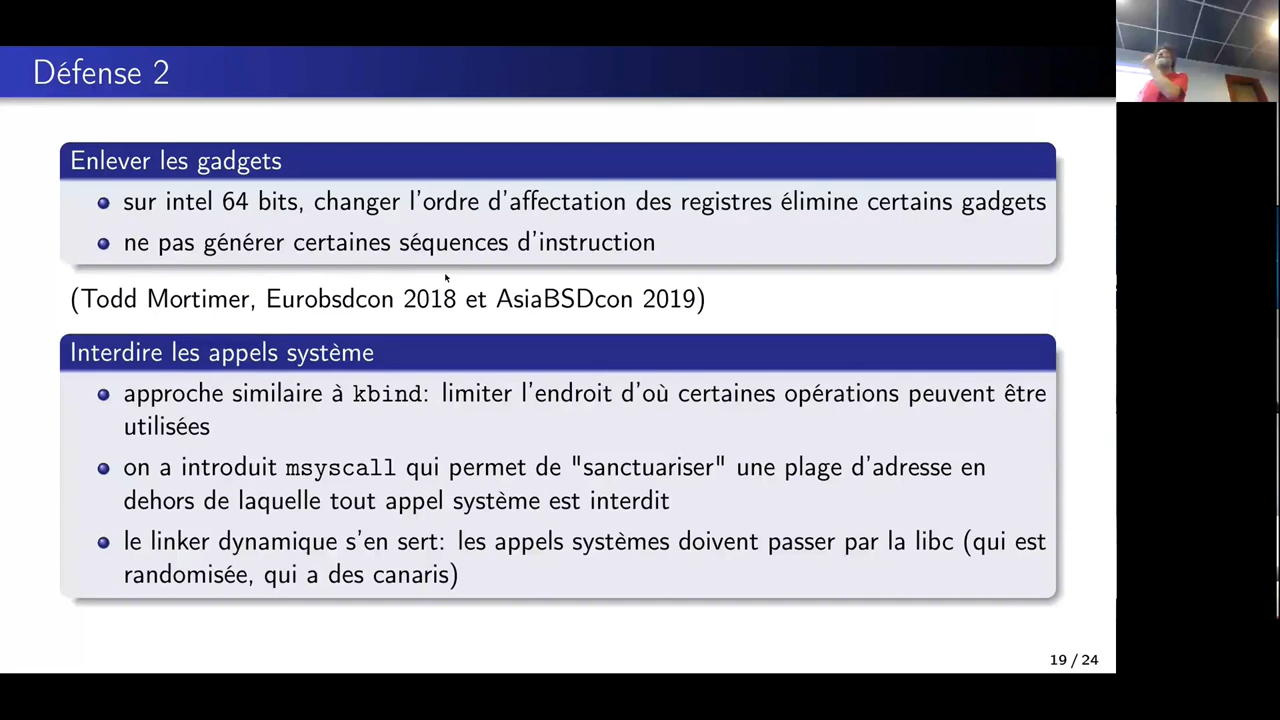 Défense 2
Enlever les gadgets
sur intel 64 bits, changer l'ordre d'affectation des registres élimine certains gadgets
ne pas générer certaines séquences d'instruction
(Todd Mortimer, Eurobsdcon 2018 et AsiaBSDcon 2019)
Interdire les appels système
approche similaire à kbind: limiter l'endroit d'où certaines opérations peuvent être
utilisées
on a introduit msyscall qui permet de "sanctuariser" une plage d'adresse en
dehors de laquelle tout appel système est interdit
le linker dynamique s'en sert: les appels systèmes doivent passer par la libc (qui est
randomisée, qui a des canaris)
19 / 24